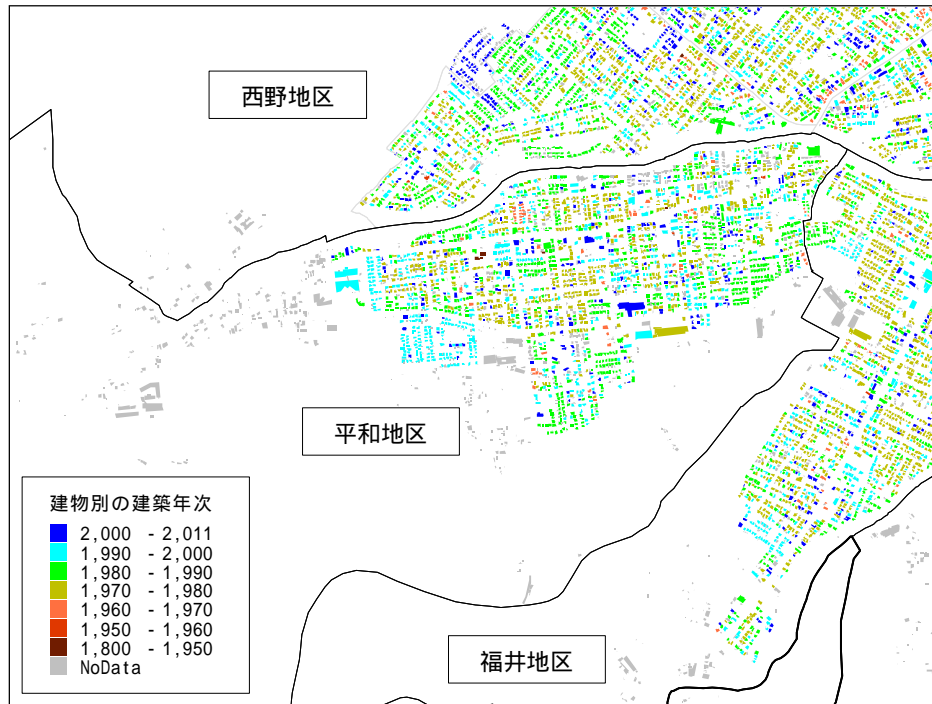 西野地区
平和地区
建物別の建築年次
2,000 - 2,011
1,990 - 2,000
1,980 - 1,990
1,970 - 1,980
1,960 - 1,970
1,950 - 1,960
1,800 - 1,950
NoData
福井地区